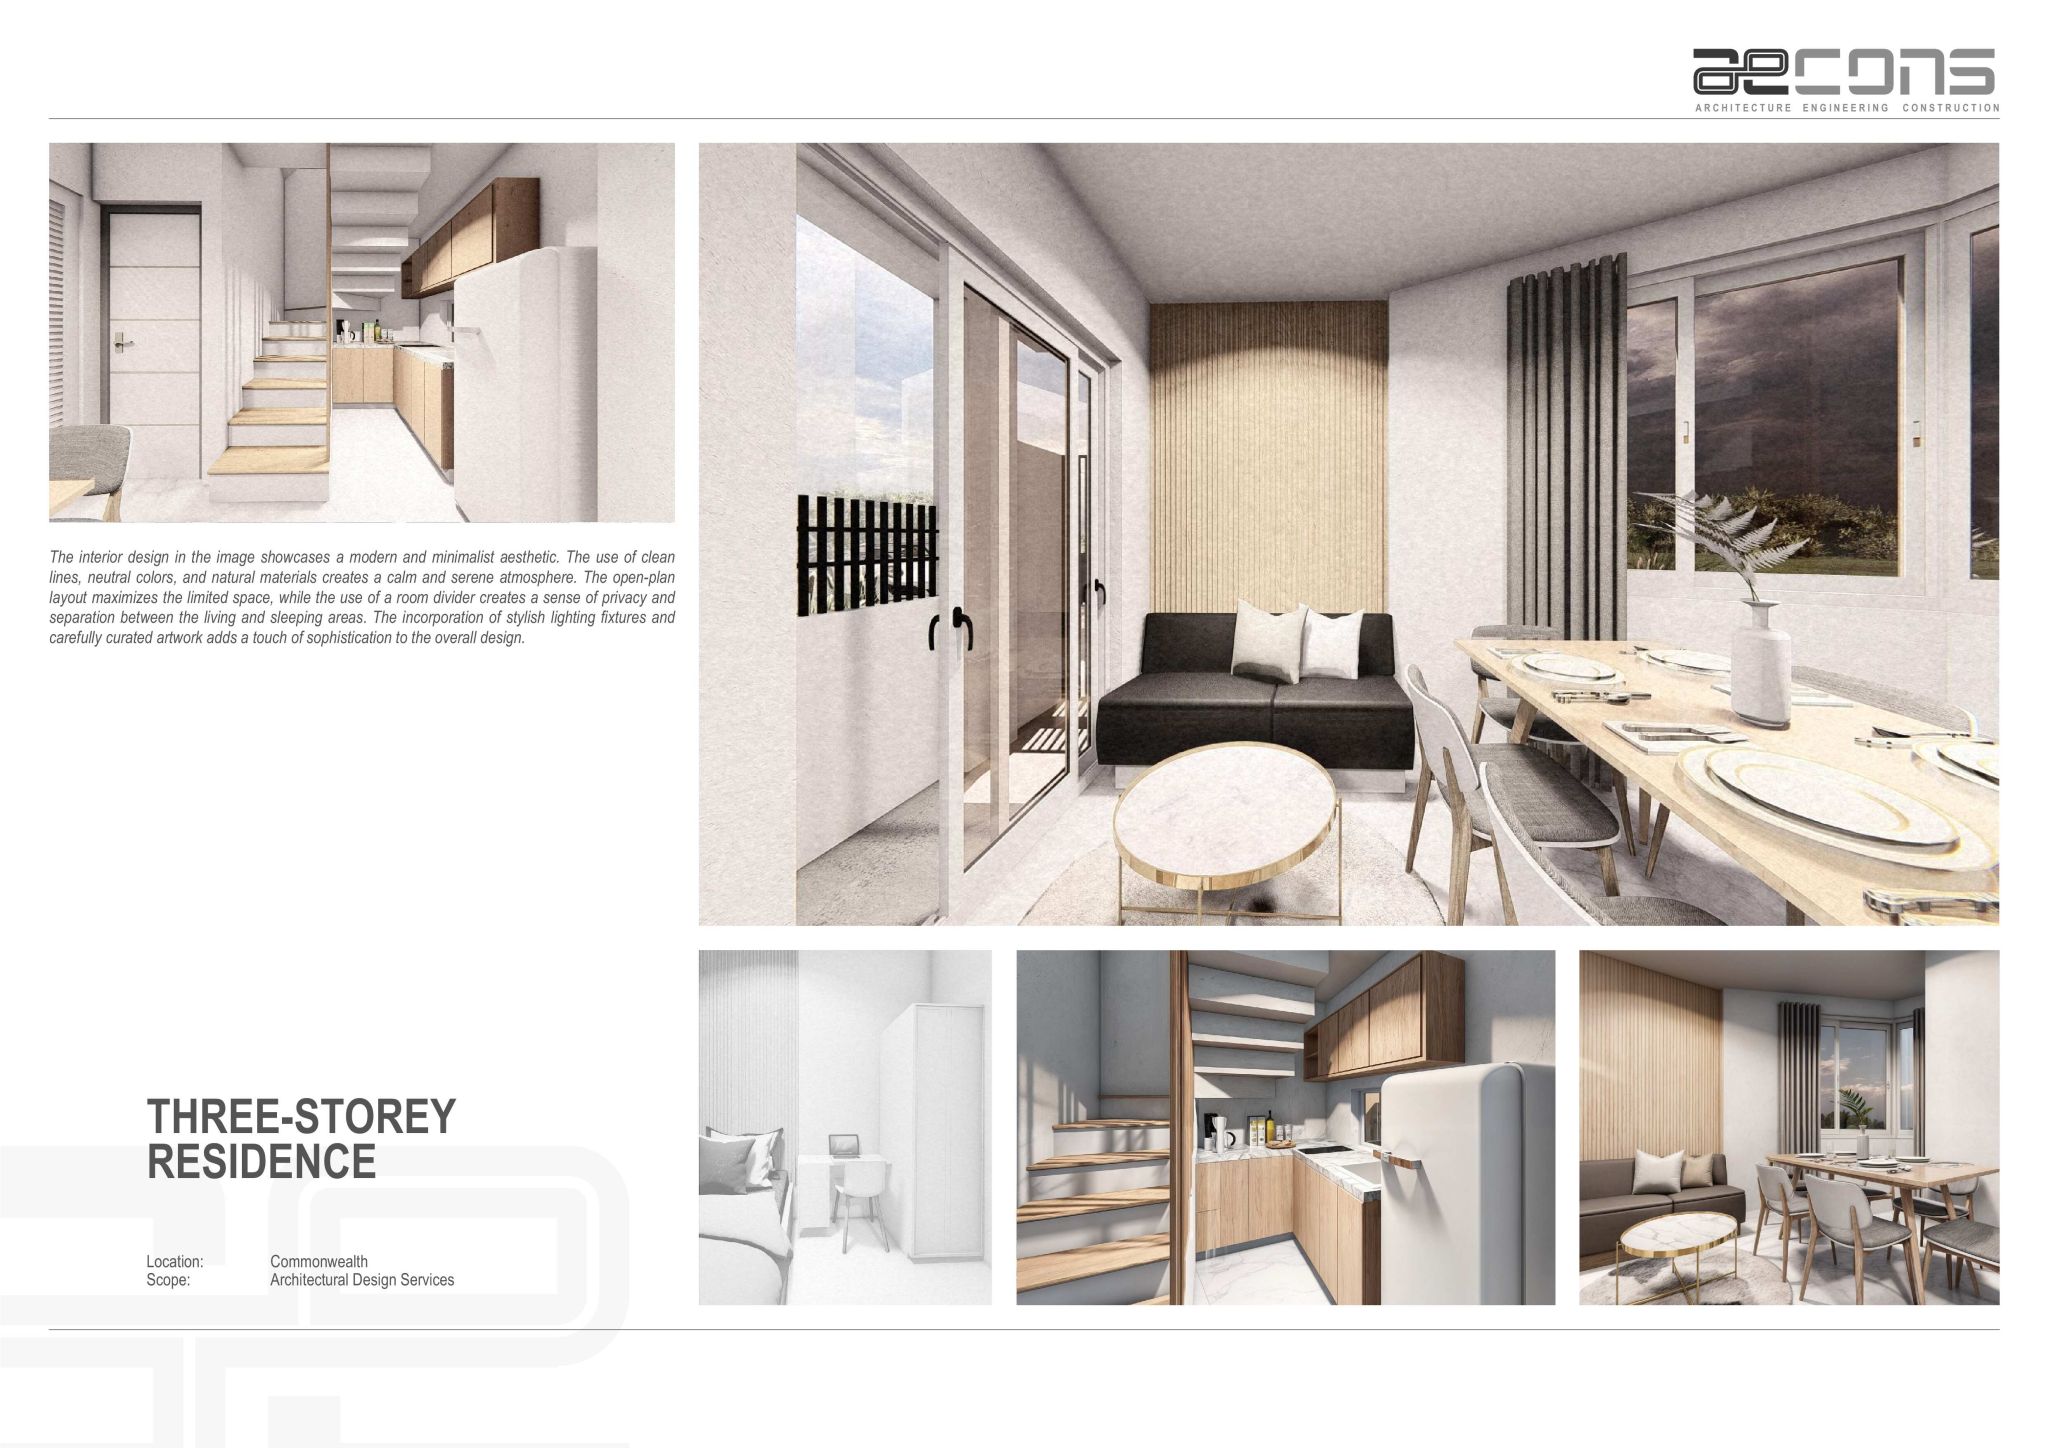 aecons
ARCHITECTURE ENGINEERING CONSTRUCTION
The interior design in the image showcases a modern and minimalist aesthetic. The use of clean
lines, neutral colors, and natural materials creates a calm and serene atmosphere. The open-plan
layout maximizes the limited space, while the use of a room divider creates a sense of privacy and
separation between the living and sleeping areas. The incorporation of stylish lighting fixtures and
carefully curated artwork adds a touch of sophistication to the overall design.
THREE-STOREY
RESIDENCE
Location: Commonwealth
Scope: Architectural Design Services